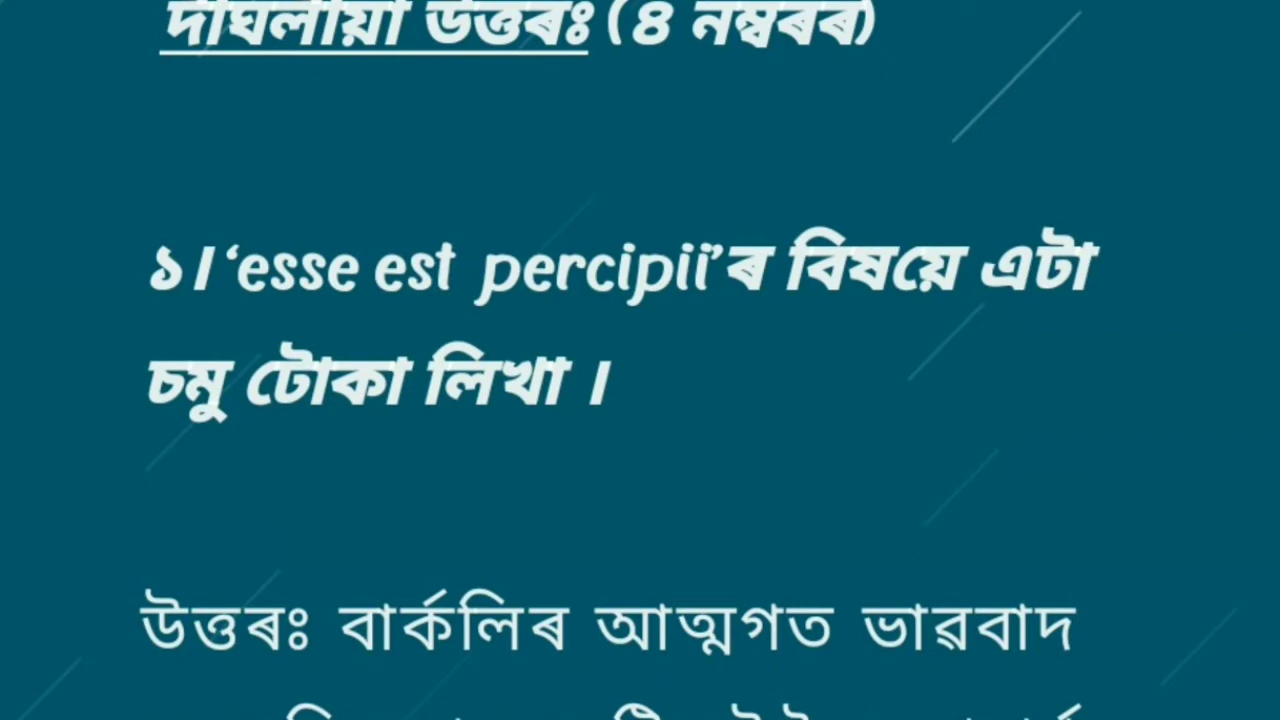 দীঘলীয়া উত্তৰঃ (৪ নম্বৰৰ)
১। ‘esse est percipii’ৰ বিষয়ে এটা
চমু টোকা লিখা ।
উত্তৰঃ বাৰ্কলিৰ আত্মগত ভাৱবাদ